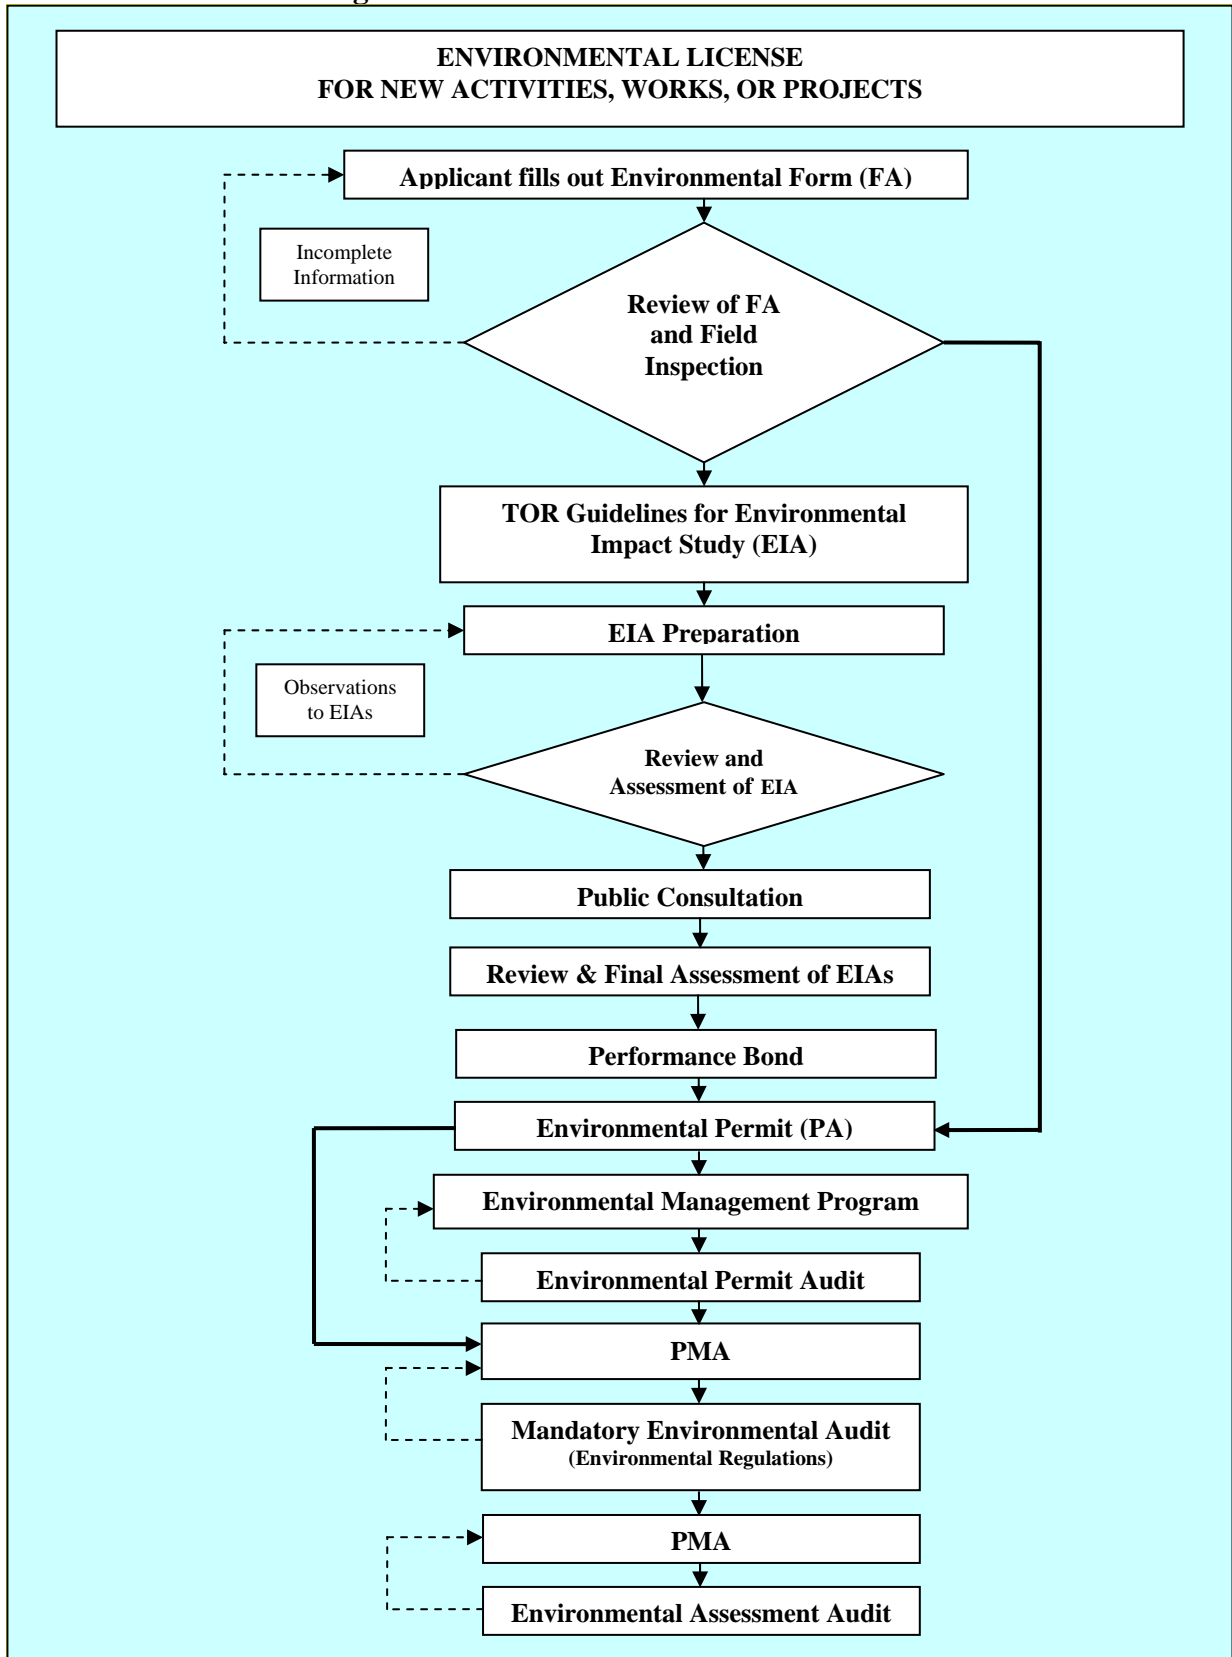 ENVIRONMENTAL LICENSE
FOR NEW ACTIVITIES, WORKS, OR PROJECTS
Applicant fills out Environmental Form (FA)
Incomplete
Information
Review of FA
and Field
Inspection
TOR Guidelines for Environmental
Impact Study (EIA)
EIA Preparation
Observations
to EIAs
Review and
Assessment of EIA
Public Consultation
Review & Final Assessment of EIAs
Performance Bond
Environmental Permit (PA)
Environmental Management Program
Environmental Permit Audit
PMA
Mandatory Environmental Audit
(Environmental Regulations)
PMA
Environmental Assessment Audit